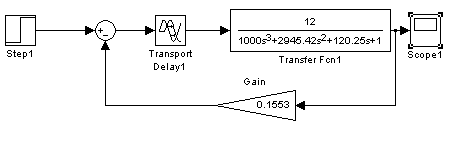 12
1000s³+2945.42s²+120.25s+1
Step1
Transport
Delay1
Transfer Fcn1
Scope1
Gain
0.1553